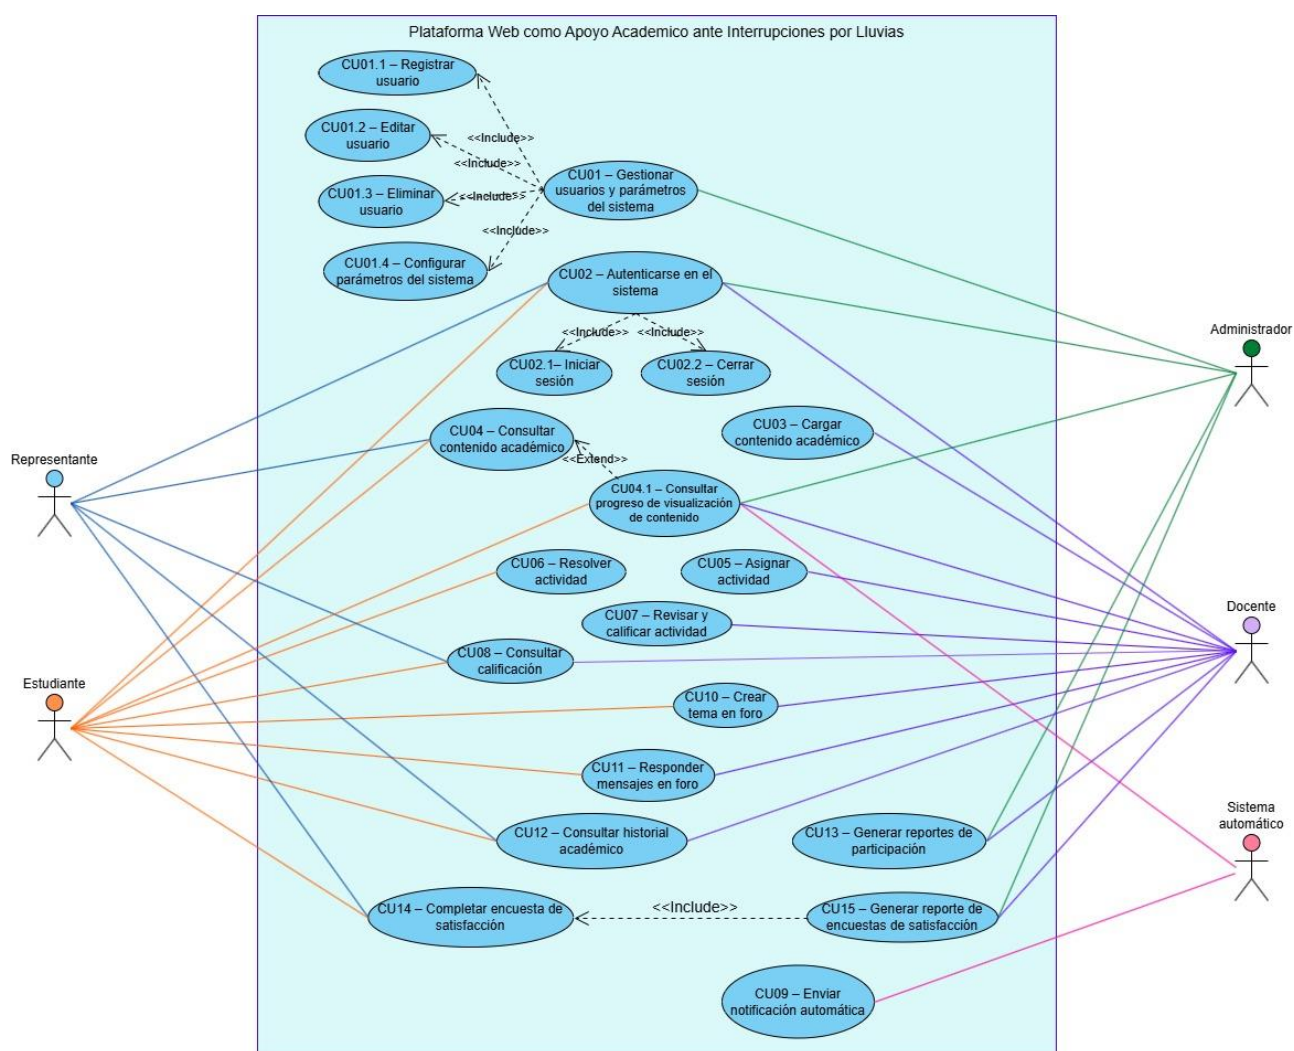 Plataforma Web como Apoyo Academico ante Interrupciones por Lluvias
CU01.1 – Registrar
usuario
CU01.2 – Editar
usuario
<<Include>>
<<Include>>
CU01.3 – Eliminar
usuario
<<Include>>
CU01 – Gestionar
usuarios y parámetros
del sistema
<<Include>>
CU01.4 – Configurar
parámetros del sistema
CU02 – Autenticarse en el
sistema
<<Include>>
<<Include>>
CU02.1– Iniciar
sesión
CU02.2 – Cerrar
sesión
Administrador
CU03 – Cargar
contenido académico
CU04 – Consultar
contenido académico
<<Extend>>
Representante
CU04.1 – Consultar
progreso de visualización
de contenido
CU06 – Resolver
actividad
CU05 – Asignar
actividad
CU07 – Revisar y
calificar actividad
Docente
CU08 – Consultar
calificación
Estudiante
CU10 – Crear
tema en foro
CU11 – Responder
mensajes en foro
CU12 – Consultar historial
académico
CU13 – Generar reportes de
participación
Sistema
automático
CU14 – Completar encuesta de
satisfacción
<<Include>>
CU15 – Generar reporte de
encuestas de satisfacción
CU09 – Enviar
notificación automática